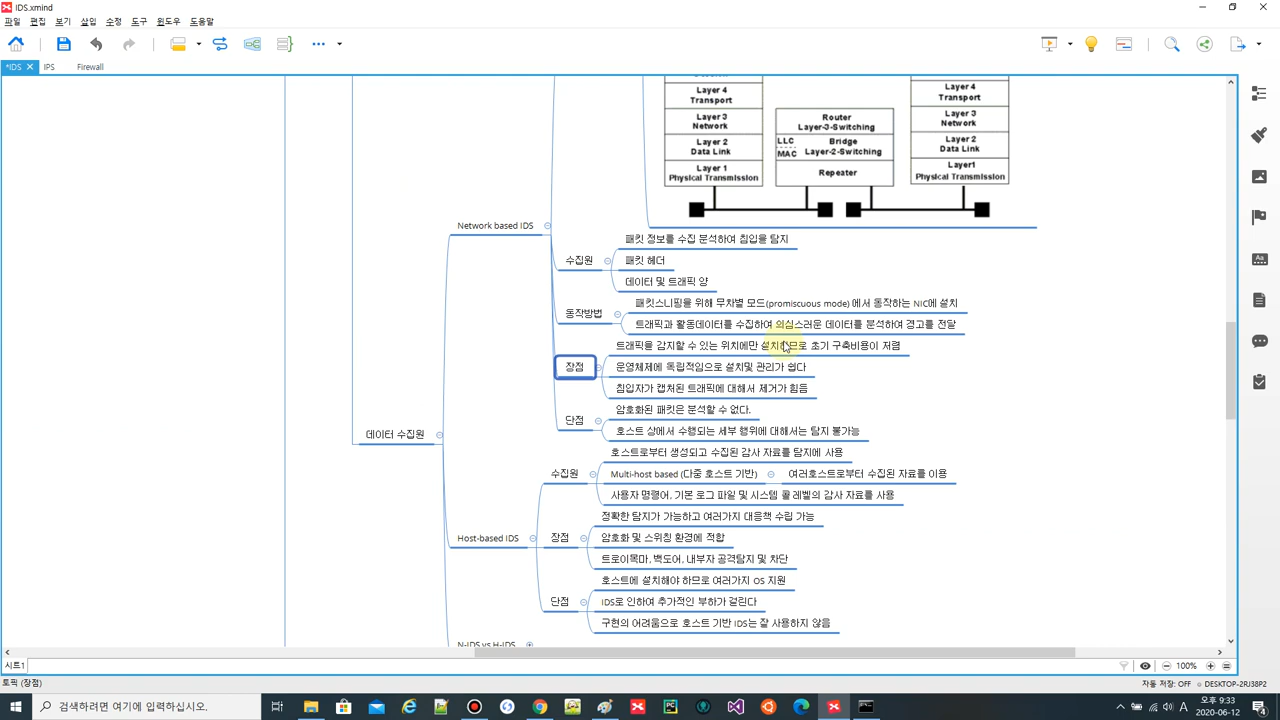 IDS.xmind
파일 편집 보기 삽입 수정 도구 윈도우 도움말
*IDS IPS Firewall
Layer 4
Transport
Layer 3
Network
Layer 2
Data Link
Layer 1
Physical Transmission
Router
Layer-3-Switching
LLC
MAC
Bridge
Layer-2-Switching
Repeater
Layer 4
Transport
Layer 3
Network
Layer 2
Data Link
Layer1
Physical Transmission
Network based IDS
수집원
패킷 정보를 수집 분석하여 침입을 탐지
패킷 헤더
데이터 및 트래픽 양
동작방법
패킷스니핑을 위해 무차별 모드(promiscuous mode) 에서 동작하는 NIC에 설치
트래픽과 활동데이터를 수집하여 의심스러운 데이터를 분석하여 경고를 전달
장점
트래픽을 감지할 수 있는 위치에만 설치하므로 초기 구축비용이 저렴
운영체제에 독립적임으로 설치및 관리가 쉽다
침입자가 캡쳐된 트래픽에 대해서 제거가 힘듬
단점
암호화된 패킷은 분석할 수 없다.
호스트 상에서 수행되는 세부 행위에 대해서는 탐지 불가능
데이터 수집원
Host-based IDS
수집원
호스트로부터 생성되고 수집된 감사 자료를 탐지에 사용
Multi-host based (다중 호스트 기반) 여러호스트로부터 수집된 자료를 이용
사용자 명령어, 기본 로그 파일 및 시스템 콜 레벨의 감사 자료를 사용
장점
정확한 탐지가 가능하고 여러가지 대응책 수립 가능
암호화 및 스위칭 환경에 적합
트로이목마, 백도어, 내부자 공격탐지 및 차단
단점
호스트에 설치해야 하므로 여러가지 OS 지원
IDS로 인하여 추가적인 부하가 걸린다
구현의 어려움으로 호스트 기반 IDS는 잘 사용하지 않음
N-IDS vs H-IDS
시트1
100%
토픽 (장점)
자동 저장: OFF DESKTOP-2RJ38P2
검색하려면 여기에 입력하십시오.
A
오후 9:33
2020-06-12
4